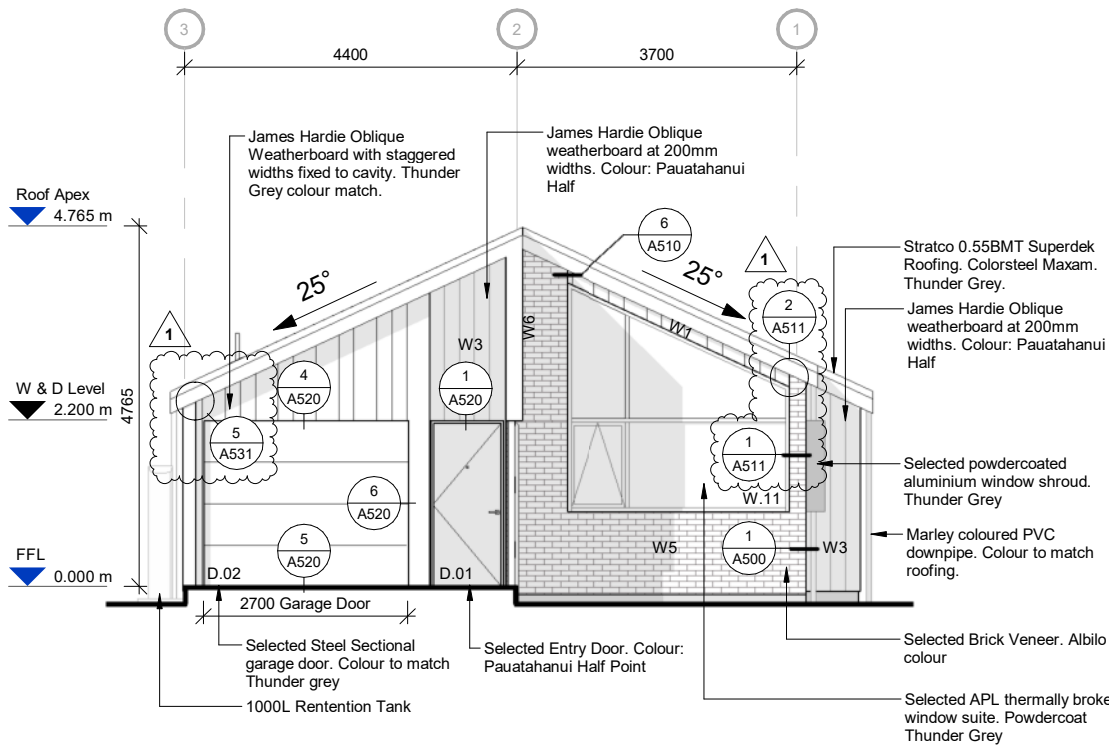 3
2
1
4400
3700
James Hardie Oblique
Weatherboard with staggered
widths fixed to cavity. Thunder
Grey colour match.
James Hardie Oblique
weatherboard at 200mm
widths. Colour: Pauatahanui
Half
Roof Apex
4.765 m
6
A510
25°
25°
1
1
Stratco 0.55BMT Superdek
Roofing. Colorsteel Maxam.
Thunder Grey.
2
A511
James Hardie Oblique
weatherboard at 200mm
widths. Colour: Pauatahanui
Half
W6
W1
W3
W & D Level
2.200 m
4765
4
A520
1
A520
5
A531
1
A511
Selected powdercoated
aluminium window shroud.
Thunder Grey
6
A520
W.11
Marley coloured PVC
downpipe. Colour to match
roofing.
5
A520
W5
1
A500
W3
FFL
0.000 m
D.02
D.01
2700 Garage Door
Selected Steel Sectional
garage door. Colour to match
Thunder grey
Selected Entry Door. Colour:
Pauatahanui Half Point
Selected Brick Veneer. Albilo
colour
1000L Rentention Tank
Selected APL thermally broke
window suite. Powdercoat
Thunder Grey